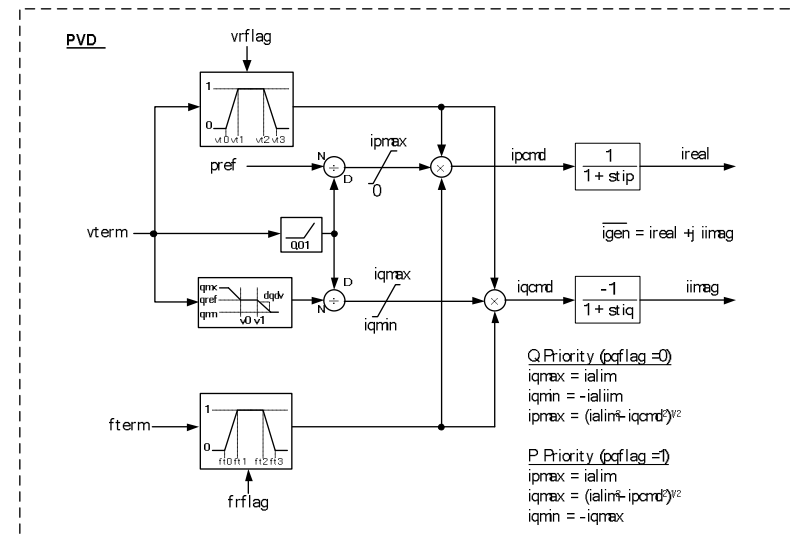 PVD
vrflag
1
0
vt0 vt1 vt2 vt3
pref
N
÷
D
ipmax
0
×
ipcmd
1
1 + stip
ireal
vterm
0.01
igen = ireal +j iimag
qmx
qref
qmn
dqdv
v0 v1
D
N
÷
iqmax
iqmin
×
iqcmd
-1
1 + stiq
iimag
Q Priority (pqflag =0)
iqmax = ialim
iqmin = -ialiim
ipmax = (ialim²-iqcmd²)1/2
fterm
1
0
ft0 ft1 ft2 ft3
frflag
P Priority (pqflag =1)
ipmax = ialim
iqmax = (ialim²-ipcmd²)1/2
iqmin = -iqmax